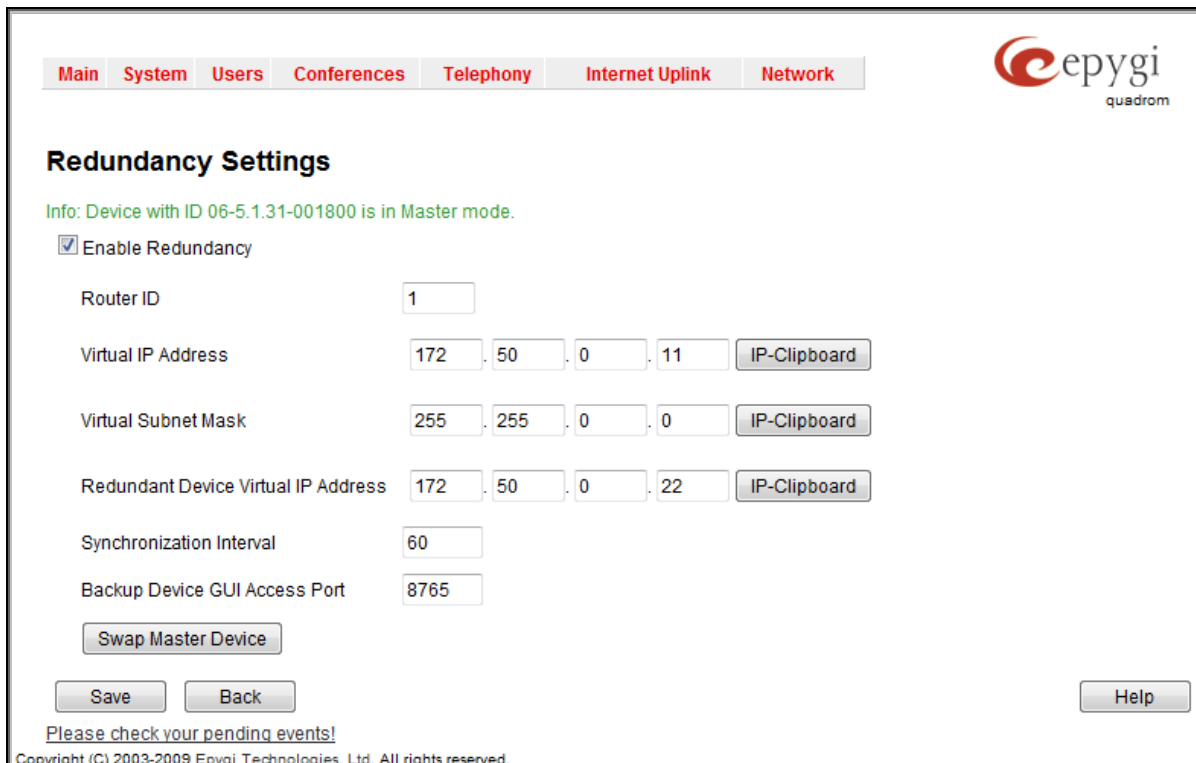 Main System Users Conferences Telephony Internet Uplink Network
epygi
quadrom
Redundancy Settings
Info: Device with ID 06-5.1.31-001800 is in Master mode.
Enable Redundancy
Router ID 1
Virtual IP Address 172 . 50 . 0 . 11 IP-Clipboard
Virtual Subnet Mask 255 . 255 . 0 . 0 IP-Clipboard
Redundant Device Virtual IP Address 172 . 50 . 0 . 22 IP-Clipboard
Synchronization Interval 60
Backup Device GUI Access Port 8765
Swap Master Device
Save Back Help
Please check your pending events!
Copyright (C) 2003-2009 Epygi Technologies, Ltd. All rights reserved.